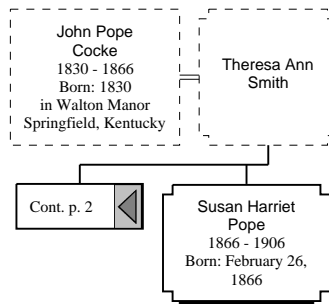 John Pope
Cocke
1830 - 1866
Born: 1830
in Walton Manor
Springfield, Kentucky
Theresa Ann
Smith
Cont. p. 2
Susan Harriet
Pope
1866 - 1906
Born: February 26,
1866